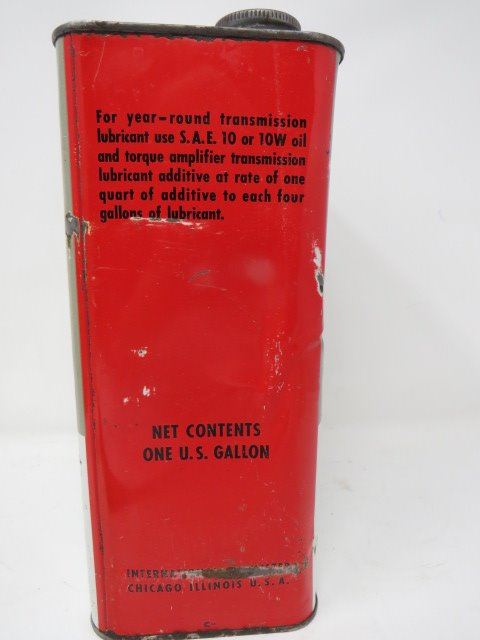 For year-round transmission
lubricant use S.A.E. 10 or 10W oil
and torque amplifier transmission
lubricant additive at rate of one
quart of additive to each four
gallons of lubricant.
NET CONTENTS
ONE U.S. GALLON
CHICAGO ILLINOIS U. S. A.
C-